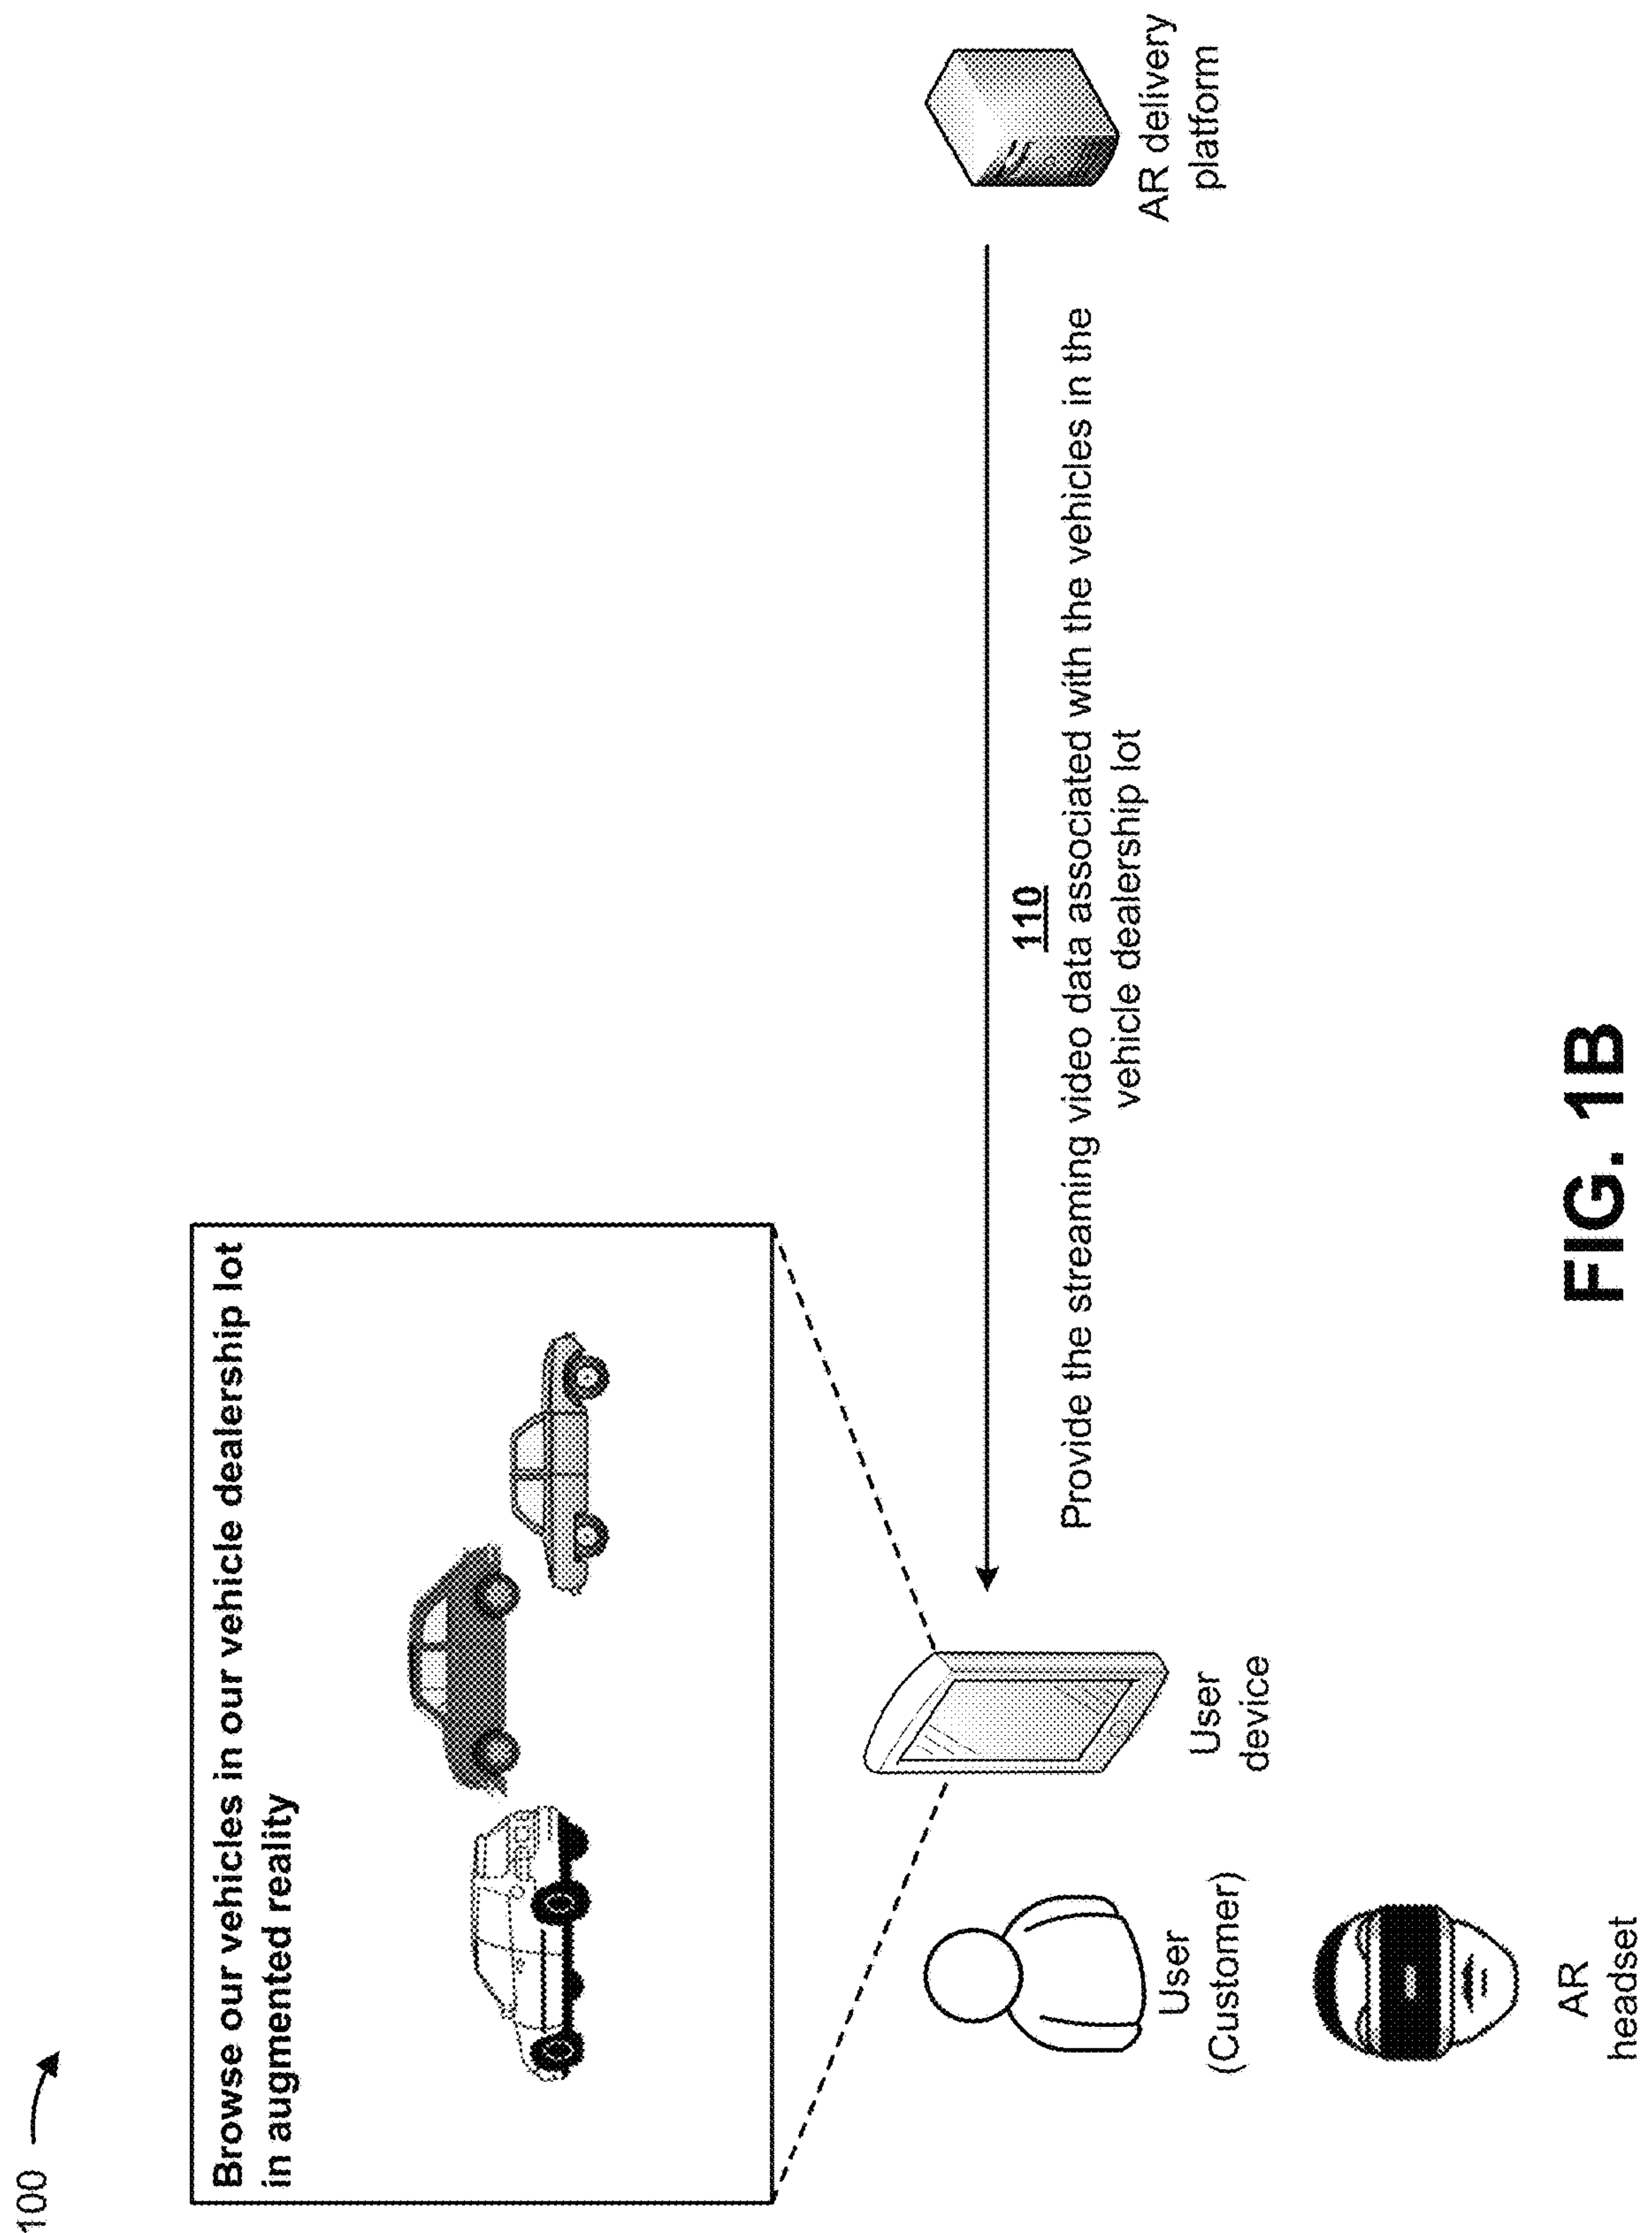 100
Browse our vehicles in our vehicle dealership lot
in augmented reality
110
Provide the streaming video data associated with the vehicles in the
vehicle dealership lot
User
(Customer)
User
device
AR delivery
platform
AR
headset
FIG. 1B